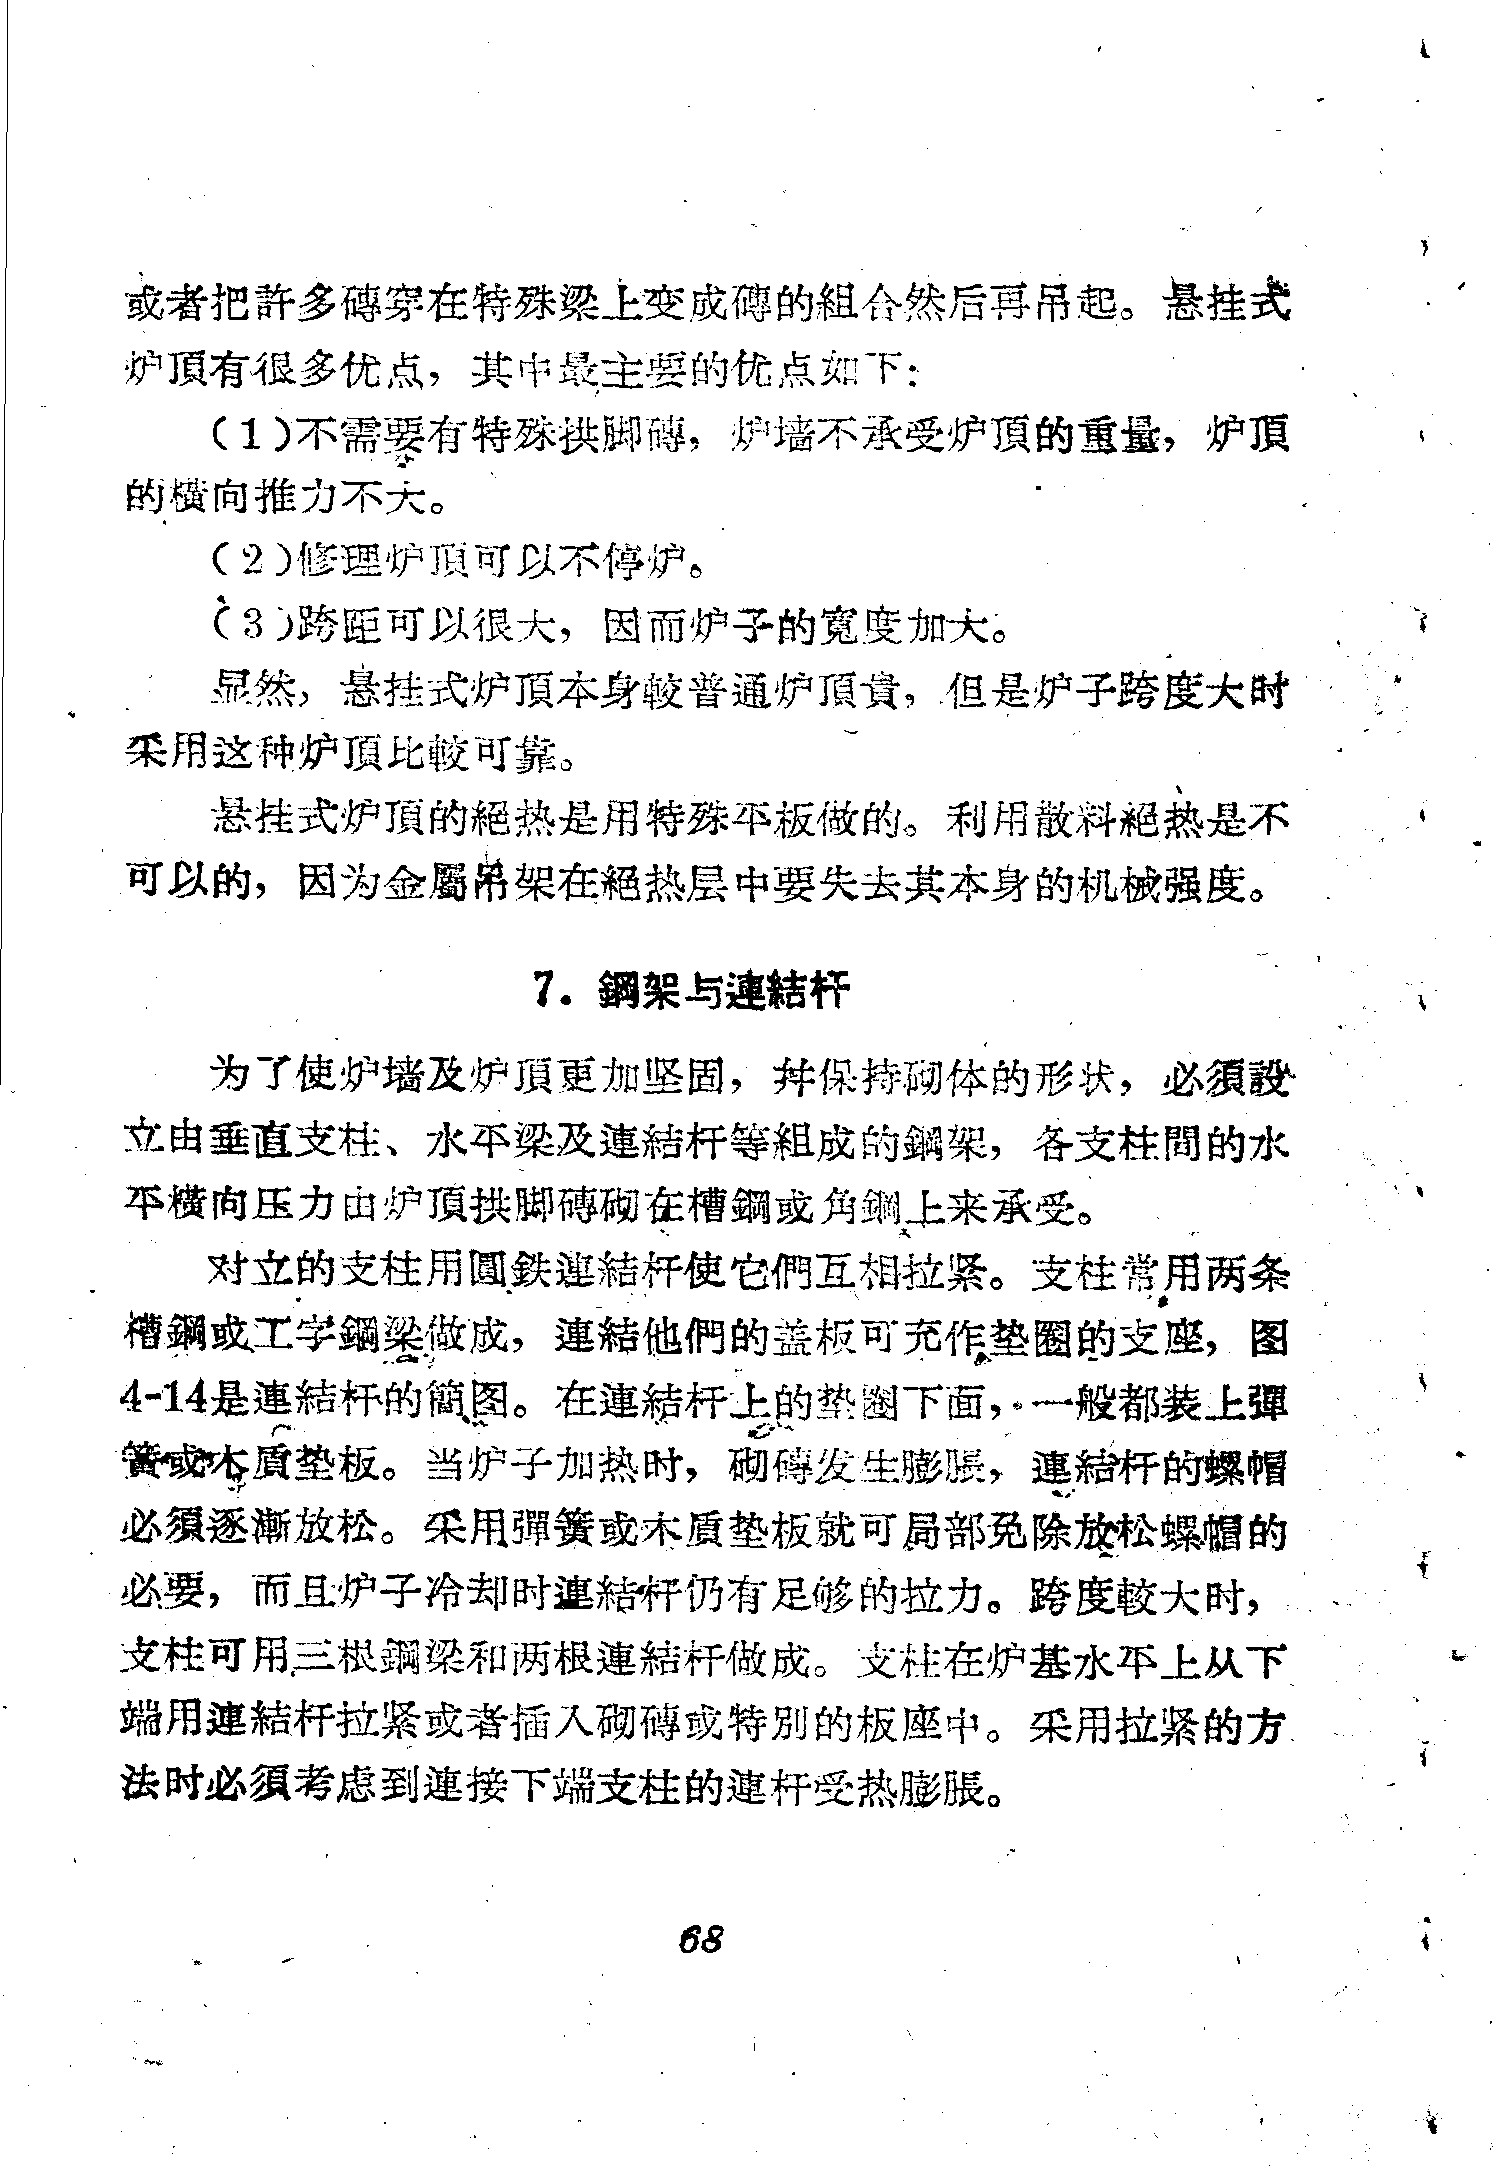 或者把許多磚穿在特殊梁上变成磚的組合然后再吊起。悬挂式
炉頂有很多优点，其中最主要的优点如下：
(1)不需要有特殊拱脚磚，炉墙不承受炉頂的重量，炉頂
的横向推力不大。
(2)修理炉頂可以不停炉。
(3)跨距可以很大，因而炉子的寬度加大。
显然，悬挂式炉頂本身較普通炉頂貴，但是炉子跨度大时
采用这种炉頂比較可靠。
悬挂式炉頂的絕热是用特殊平板做的。利用散料絕热是不
可以的，因为金屬吊架在絕热层中要失去其本身的机械强度。
7. 鋼架与連結杆
为了使炉墙及炉頂更加坚固，幷保持砌体的形状，必須設
立由垂直支柱、水平梁及連結杆等組成的鋼架，各支柱間的水
平横向压力由炉頂拱脚磚砌在槽鋼或角鋼上来承受。
对立的支柱用圓鉄連結杆使它們互相拉紧。支柱常用两条
槽鋼或工字鋼梁做成，連結他們的盖板可充作垫圈的支座，图
4-14是連結杆的簡图。在連結杆上的垫圈下面，一般都装上彈
簧或木质垫板。当炉子加热时，砌磚发生膨脹，連結杆的螺帽
必須逐漸放松。采用彈簧或木质垫板就可局部免除放松螺帽的
必要，而且炉子冷却时連結杆仍有足够的拉力。跨度較大时，
支柱可用三根鋼梁和两根連結杆做成。支柱在炉基水平上从下
端用連結杆拉紧或者插入砌磚或特別的板座中。采用拉紧的方
法时必須考虑到連接下端支柱的連杆受热膨脹。
68